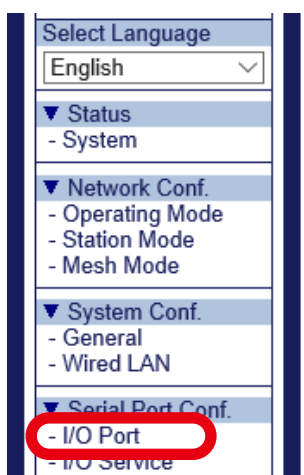 Select Language
English
▼ Status
- System
▼ Network Conf.
- Operating Mode
- Station Mode
- Mesh Mode
▼ System Conf.
- General
- Wired LAN
▼ Serial Port Conf.
- I/O Port
- I/O Service